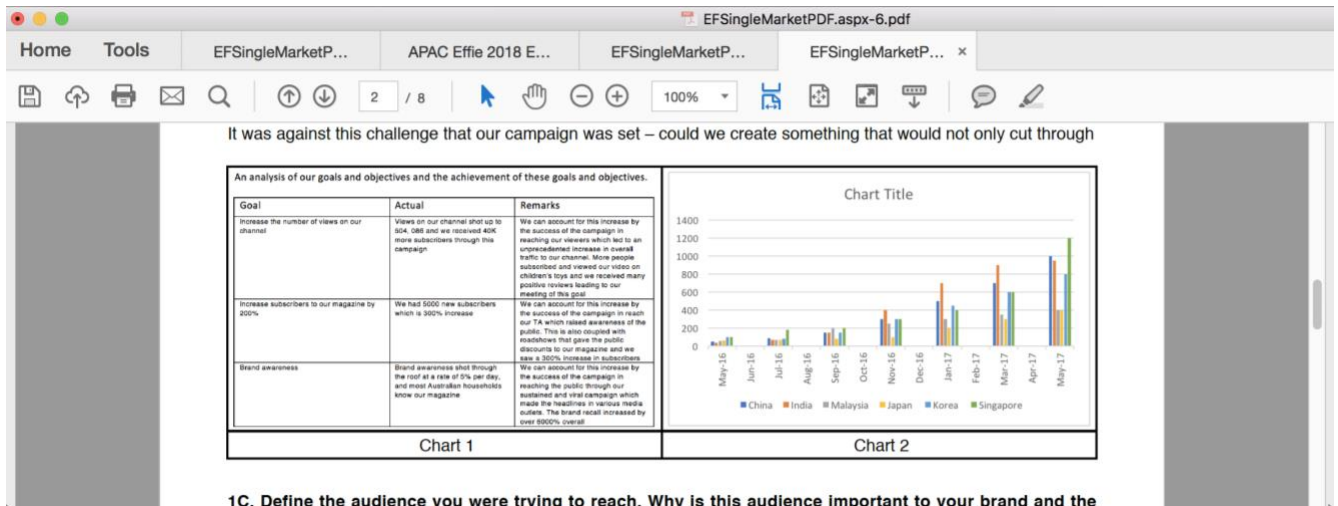 EFSingleMarketPDF.aspx-6.pdf
Home Tools EFSingleMarketP... APAC Effie 2018 E... EFSingleMarketP... EFSingleMarketP... ×
2 / 8 100%
It was against this challenge that our campaign was set – could we create something that would not only cut through
An analysis of our goals and objectives and the achievement of these goals and objectives.
Goal Actual Remarks
Increase the number of views on our
channel
Views on our channel shot up to
504, 086 and we received 40K
more subscribers through this
campaign
We can account for this increase by
the success of the campaign in
reaching our viewers which led to an
unprecedented increase in overall
traffic to our channel. More people
subscribed and viewed our video on
children's toys and we received many
positive reviews leading to our
meeting of this goal
Increase subscribers to our magazine by
200%
We had 5000 new subscribers
which is 300% increase
We can account for this increase by
the success of the campaign in reach
our TA which raised awareness of the
public. This is also coupled with
roadshows that gave the public
discounts to our magazine and we
saw a 300% increase in subscribers
Brand awareness
Brand awareness shot through
the roof at a rate of 5% per day,
and most Australian households
know our magazine
We can account for this increase by
the success of the campaign in
reaching the public through our
sustained and viral campaign which
made the headlines in various media
outlets. The brand recall increased by
over 6000% overall
Chart 1
Chart Title
1400
1200
1000
800
600
400
200
0
May-16 Jun-16 Jul-16 Aug-16 Sep-16 Oct-16 Nov-16 Dec-16 Jan-17 Feb-17 Mar-17 Apr-17 May-17
China India Malaysia Japan Korea Singapore
Chart 2
1C. Define the audience you were trying to reach. Why is this audience important to your brand and the